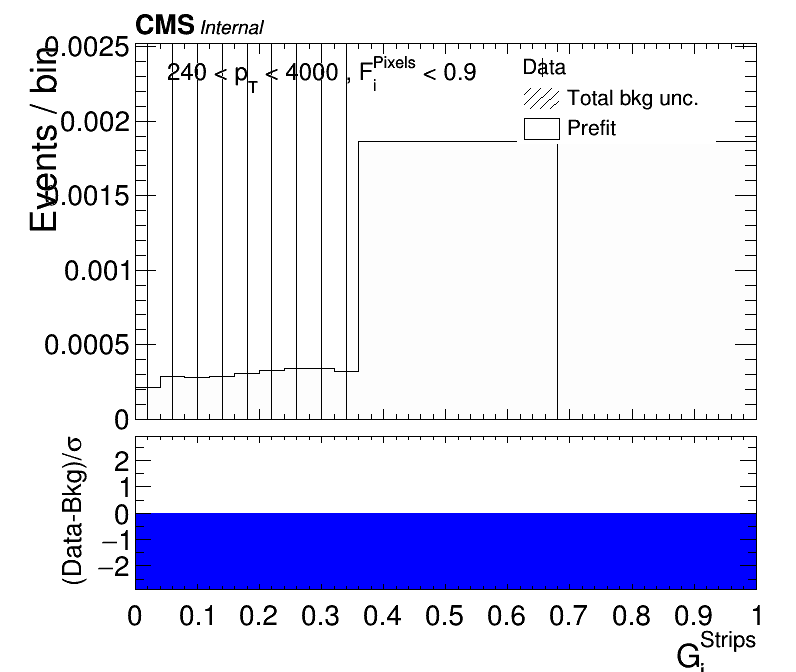 CMS Internal
Events / bin
0.0025
0.002
0.0015
0.001
0.0005
0
240 < p_T < 4000 , F_i^Pixels < 0.9
Data
Total bkg unc.
Prefit
(Data-Bkg)/σ
2
1
0
−1
−2
0 0.1 0.2 0.3 0.4 0.5 0.6 0.7 0.8 0.9 1
G_i^Strips